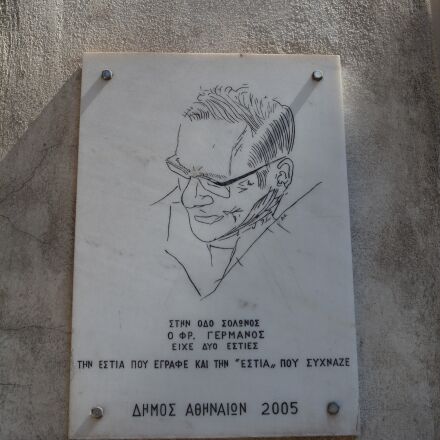 ΣΤΗΝ ΟΔΟ ΣΟΛΩΝΟΣ
Ο ΦΡ. ΓΕΡΜΑΝΟΣ
ΕΙΧΕ ΔΥΟ ΕΣΤΙΕΣ
ΤΗΝ ΕΣΤΙΑ ΠΟΥ ΕΓΡΑΦΕ ΚΑΙ ΤΗΝ "ΕΣΤΙΑ„ ΠΟΥ ΣΥΧΝΑΖΕ
ΔΗΜΟΣ ΑΘΗΝΑΙΩΝ 2005